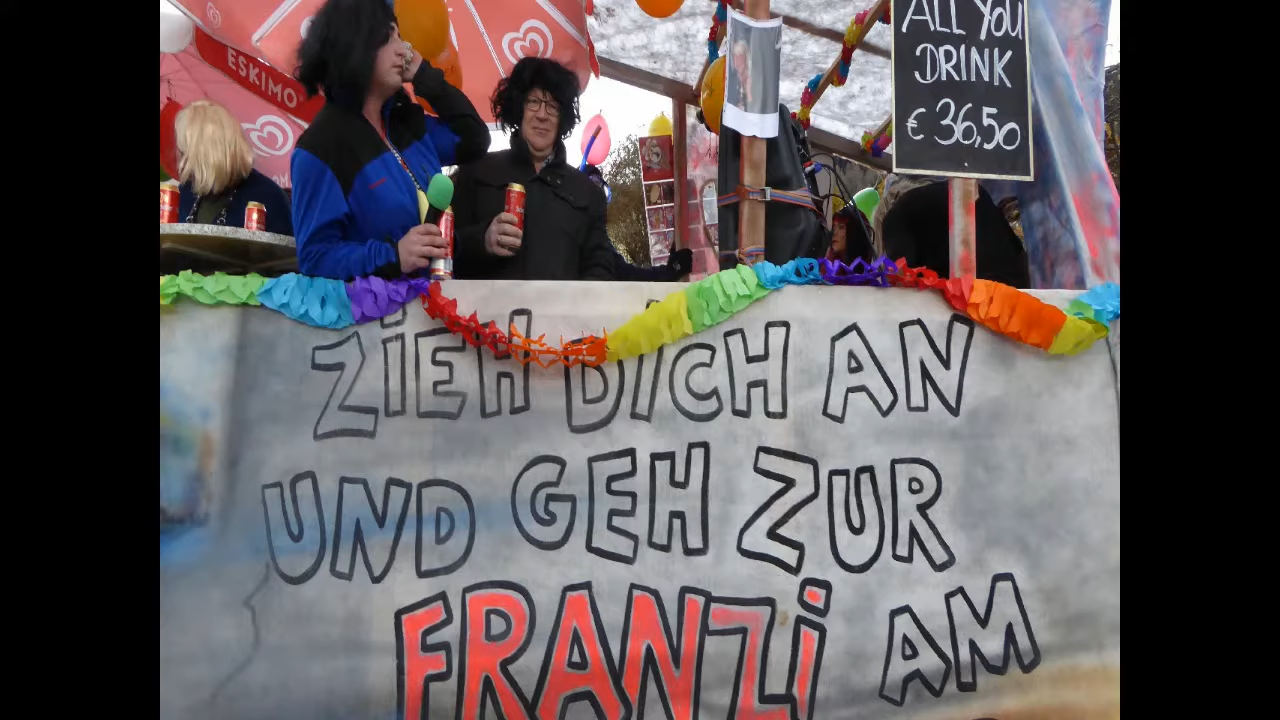 ESKIMO
ALL YOU
DRINK
€ 36,50
ZiEH DiCH AN
UND GEH ZUR
FRANZi AM